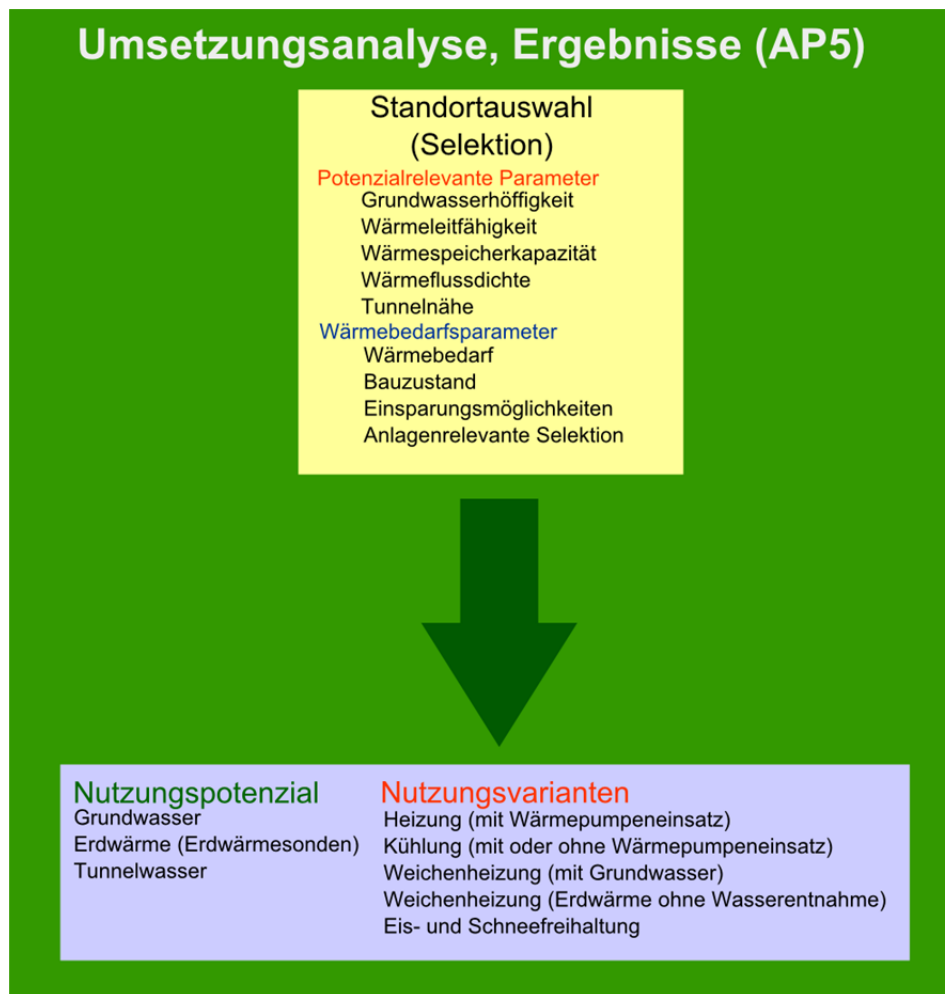 Umsetzungsanalyse, Ergebnisse (AP5)
Standortauswahl
(Selektion)
Potenzialrelevante Parameter
Grundwasserhöffigkeit
Wärmeleitfähigkeit
Wärmespeicherkapazität
Wärmeflussdichte
Tunnelnähe
Wärmebedarfsparameter
Wärmebedarf
Bauzustand
Einsparungsmöglichkeiten
Anlagenrelevante Selektion
Nutzungspotenzial
Grundwasser
Erdwärme (Erdwärmesonden)
Tunnelwasser
Nutzungsvarianten
Heizung (mit Wärmepumpeneinsatz)
Kühlung (mit oder ohne Wärmepumpeneinsatz)
Weichenheizung (mit Grundwasser)
Weichenheizung (Erdwärme ohne Wasserentnahme)
Eis- und Schneefreihaltung